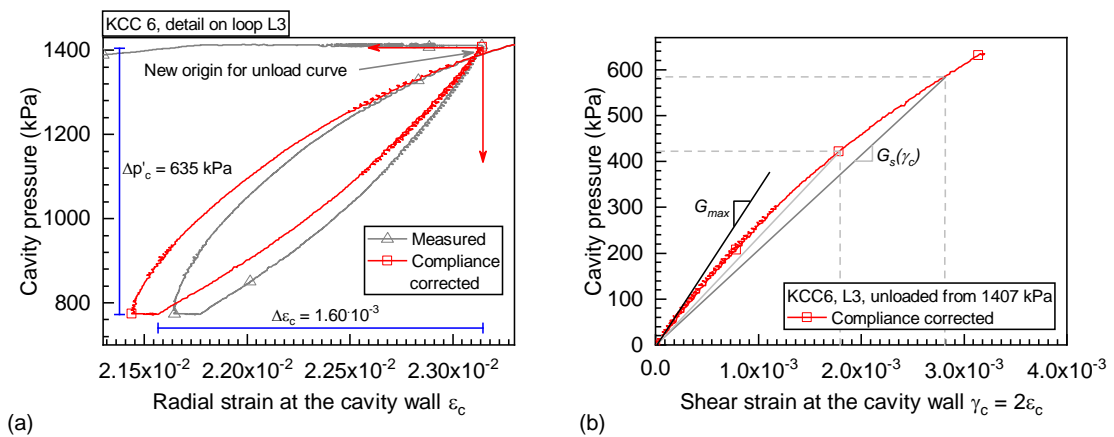 KCC 6, detail on loop L3
1400
1200
1000
800
Cavity pressure (kPa)
New origin for unload curve
Δp'c = 635 kPa
Measured
Compliance
corrected
Δεc = 1.60·10⁻³
2.15x10⁻² 2.20x10⁻² 2.25x10⁻² 2.30x10⁻²
Radial strain at the cavity wall εc
(a)
600
500
400
300
200
100
0
Cavity pressure (kPa)
Gmax
Gs(γc)
KCC6, L3, unloaded from 1407 kPa
Compliance corrected
0.0 1.0x10⁻³ 2.0x10⁻³ 3.0x10⁻³ 4.0x10⁻³
Shear strain at the cavity wall γc = 2εc
(b)